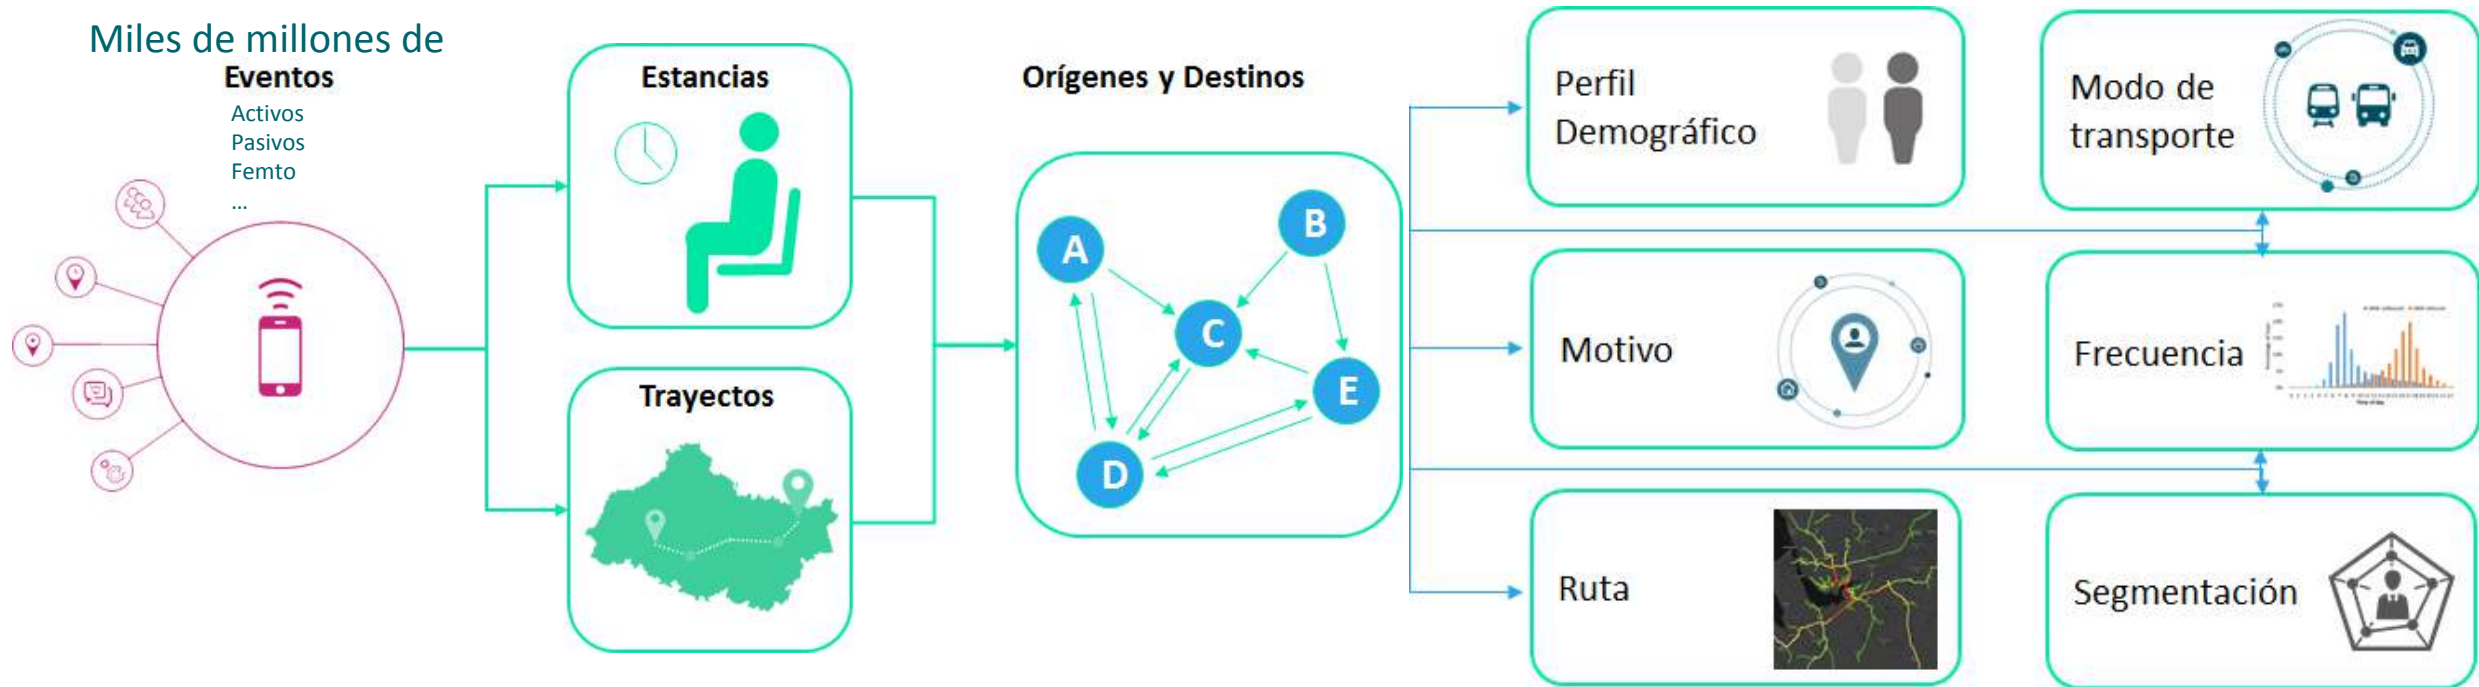 Miles de millones de
Eventos
Activos
Pasivos
Femto
...
Estancias
Trayectos
Orígenes y Destinos
A
B
C
D
E
Perfil
Demográfico
Modo de
transporte
Motivo
Frecuencia
Ruta
Segmentación